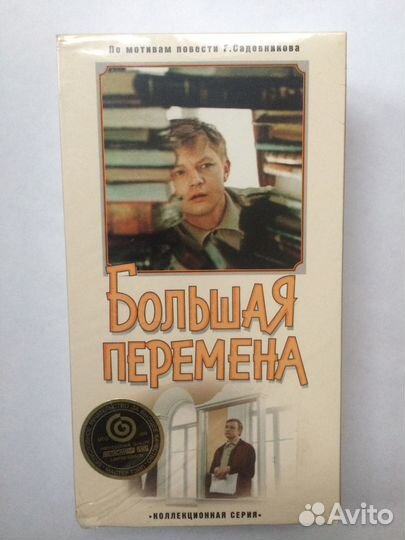 По мотивам повести Г.Садовникова
БОЛЬШАЯ
ПЕРЕМЕНА
«КОЛЛЕКЦИОННАЯ СЕРИЯ»
Avito